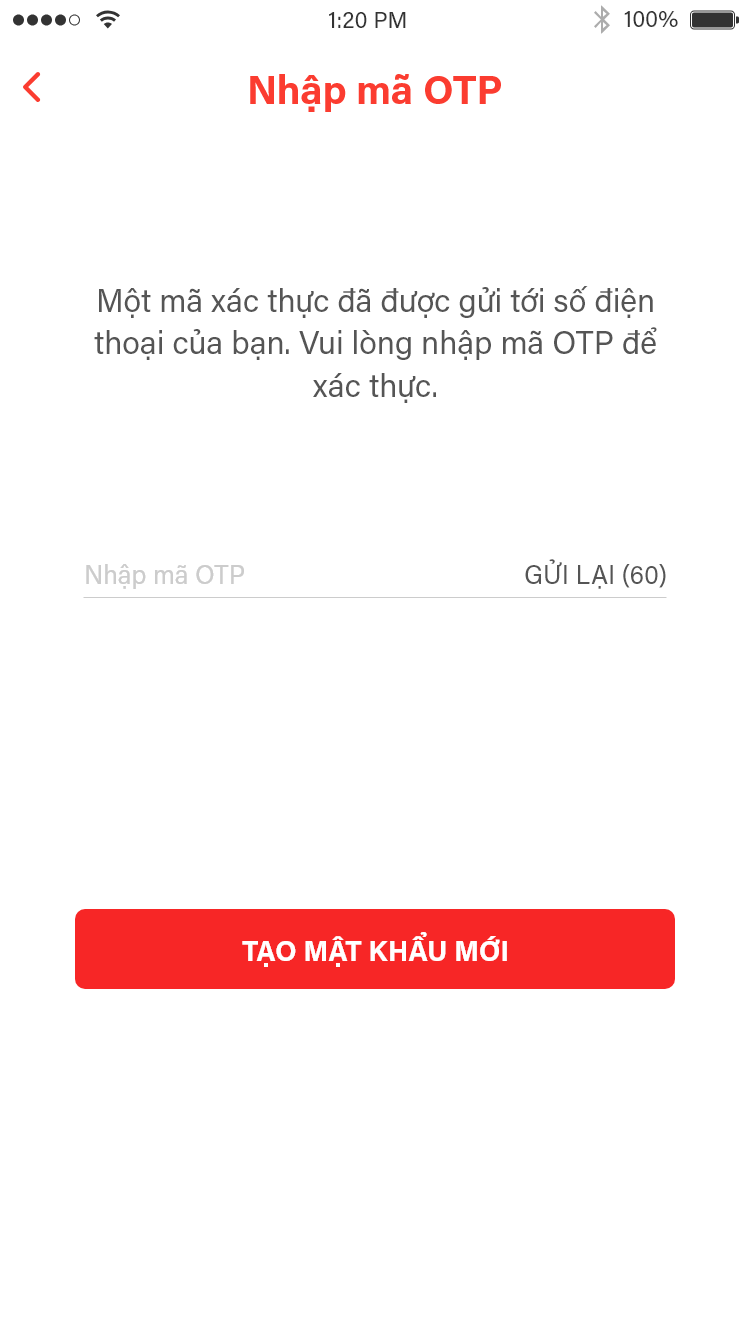 1:20 PM
100%
Nhập mã OTP
Một mã xác thực đã được gửi tới số điện
thoại của bạn. Vui lòng nhập mã OTP để
xác thực.
Nhập mã OTP
GỬI LẠI (60)
TẠO MẬT KHẨU MỚI